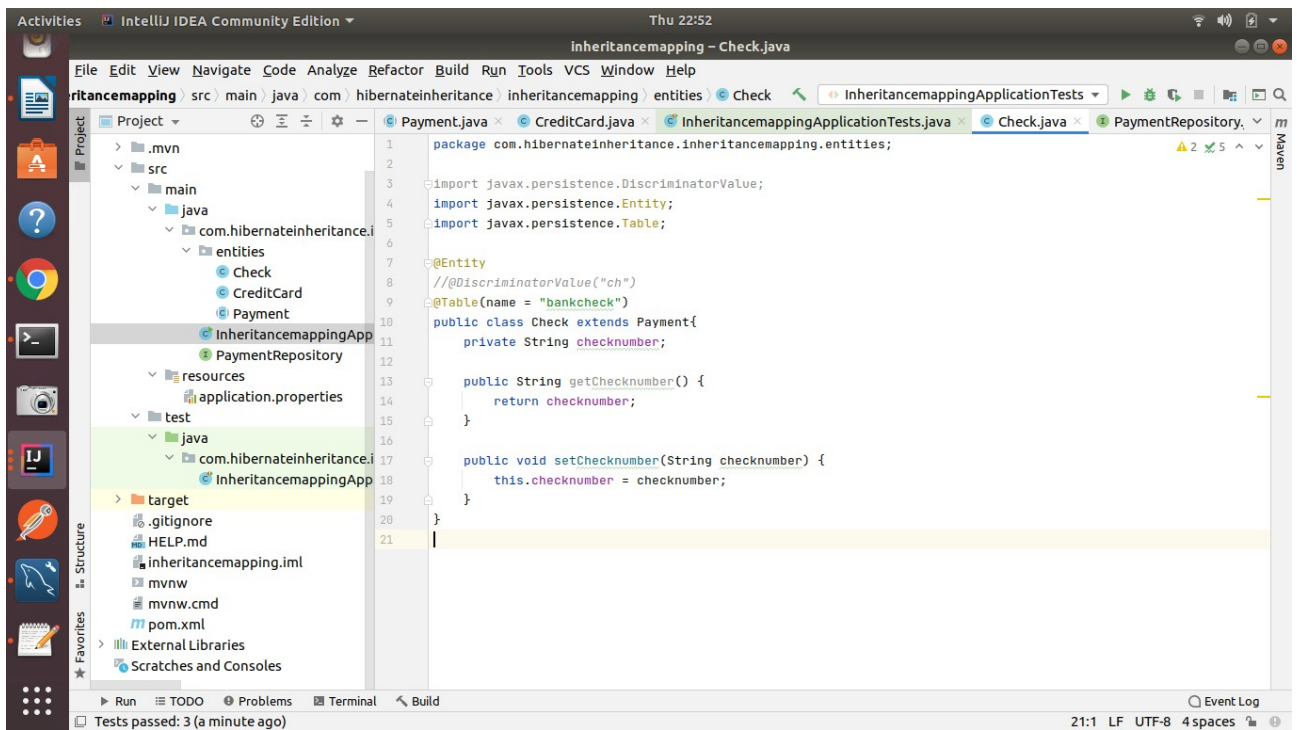 Activities IntelliJ IDEA Community Edition Thu 22:52
inheritancemapping – Check.java
File Edit View Navigate Code Analyze Refactor Build Run Tools VCS Window Help
ritancemapping src main java com hibernateinheritance inheritancemapping entities Check InheritancemappingApplicationTests
Project Payment.java CreditCard.java InheritancemappingApplicationTests.java Check.java PaymentRepository.
Project
Maven
.mvn
src
main
java
com.hibernateinheritance.i
entities
Check
CreditCard
Payment
InheritancemappingApp
PaymentRepository
resources
application.properties
test
java
com.hibernateinheritance.i
InheritancemappingApp
target
.gitignore
HELP.md
inheritancemapping.iml
mvnw
mvnw.cmd
pom.xml
External Libraries
Scratches and Consoles
Structure
Favorites
2 5
1 package com.hibernateinheritance.inheritancemapping.entities;
2
3 import javax.persistence.DiscriminatorValue;
4 import javax.persistence.Entity;
5 import javax.persistence.Table;
6
7 @Entity
8 //@DiscriminatorValue("ch")
9 @Table(name = "bankcheck")
10 public class Check extends Payment{
11 private String checknumber;
12
13 public String getChecknumber() {
14 return checknumber;
15 }
16
17 public void setChecknumber(String checknumber) {
18 this.checknumber = checknumber;
19 }
20 }
21
Run TODO Problems Terminal Build Event Log
Tests passed: 3 (a minute ago) 21:1 LF UTF-8 4 spaces